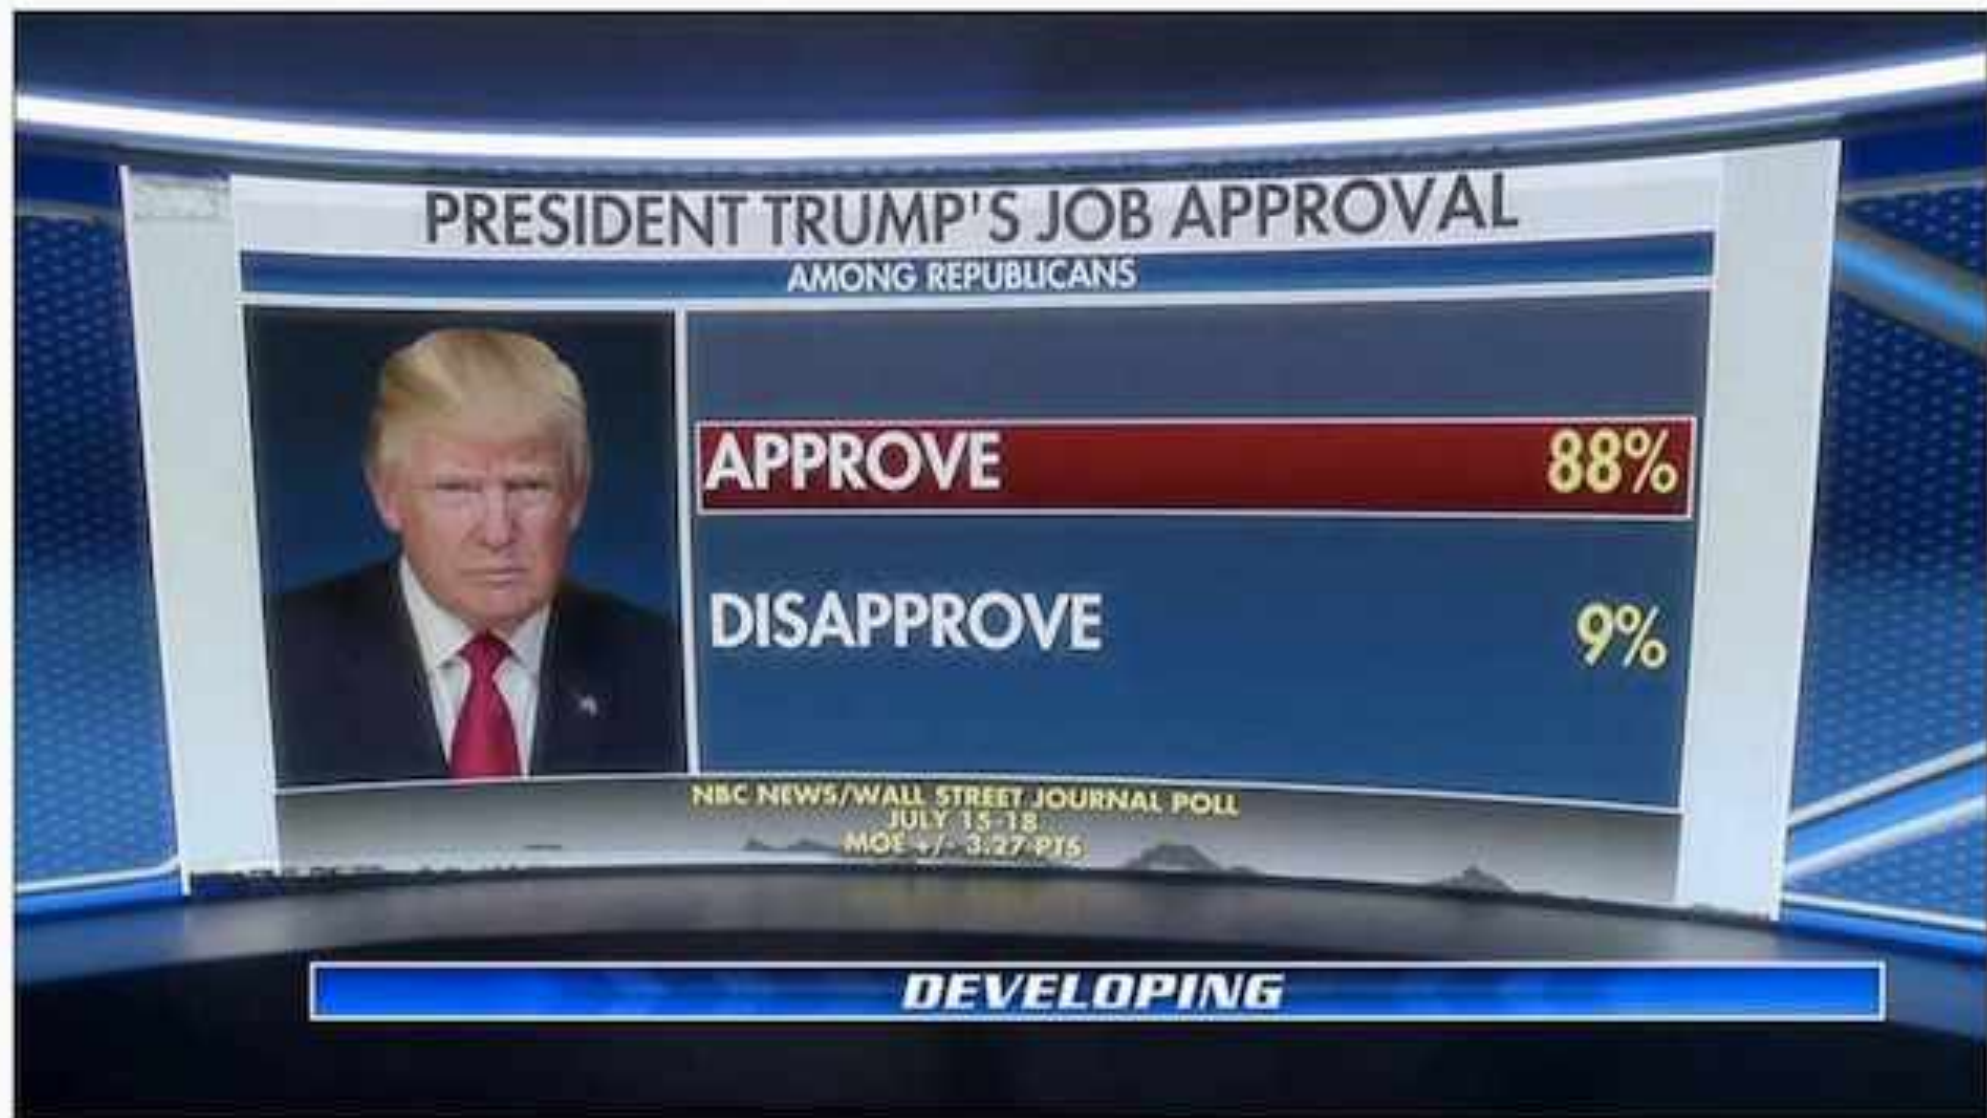 PRESIDENT TRUMP'S JOB APPROVAL
AMONG REPUBLICANS
APPROVE 88%
DISAPPROVE 9%
NBC NEWS/WALL STREET JOURNAL POLL
JULY 15-18
MOE +/- 3.27 PTS
DEVELOPING